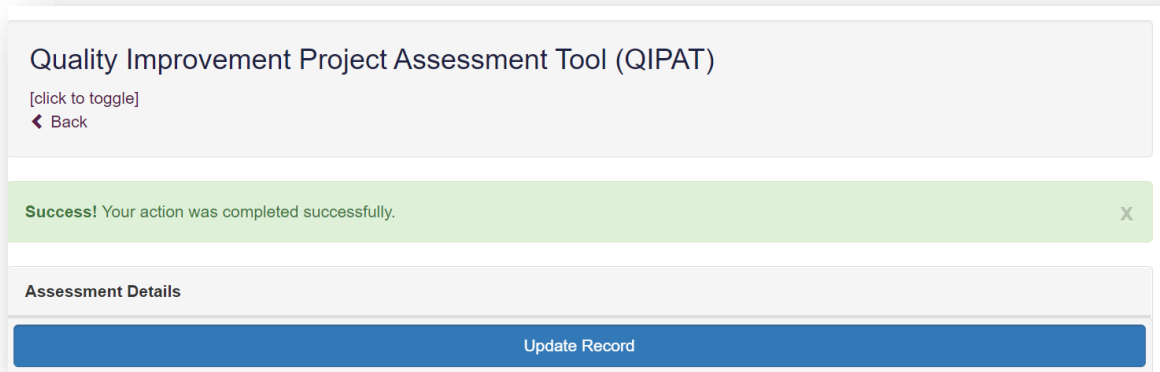 Quality Improvement Project Assessment Tool (QIPAT)
[click to toggle]
Back
Success! Your action was completed successfully.
x
Assessment Details
Update Record